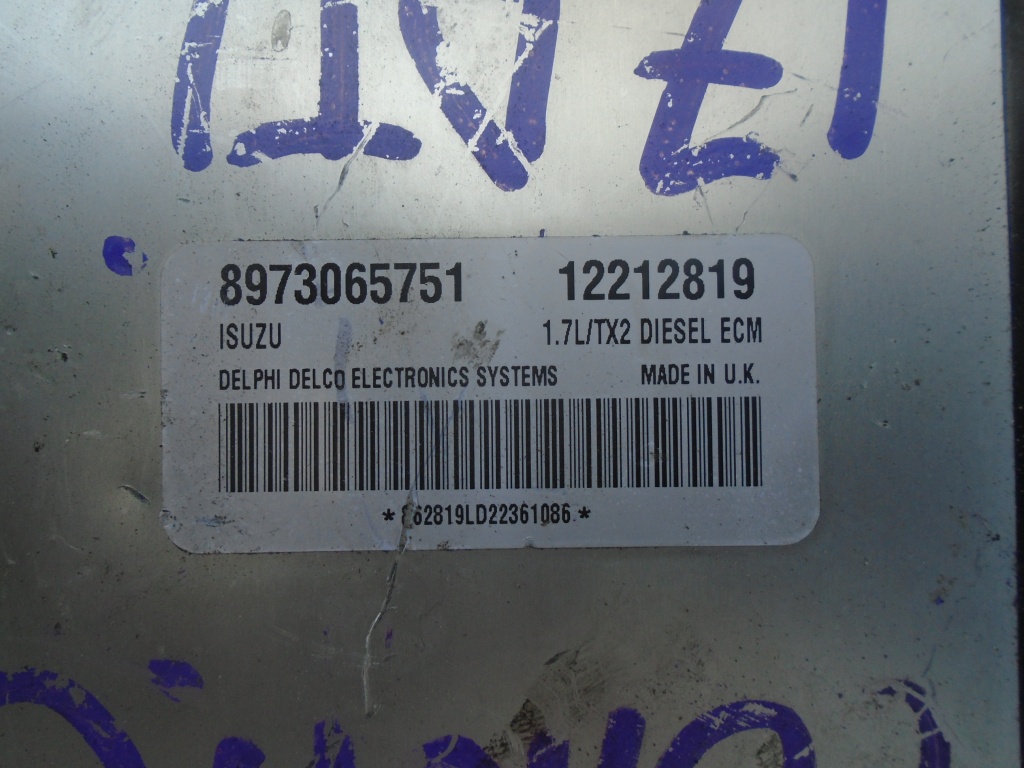 8973065751 12212819
ISUZU 1.7L/TX2 DIESEL ECM
DELPHI DELCO ELECTRONICS SYSTEMS MADE IN U.K.